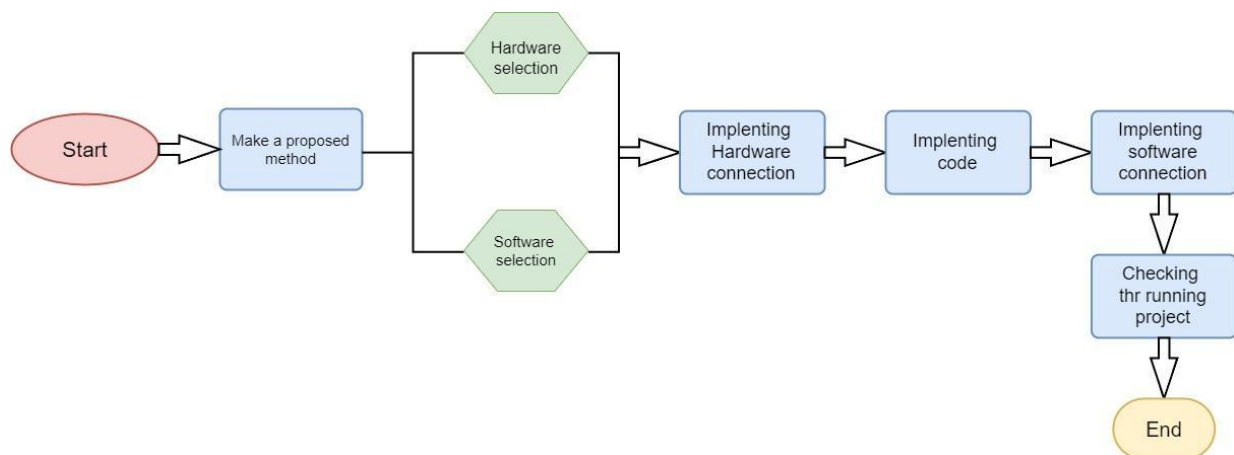 Start
Make a proposed
method
Hardware
selection
Software
selection
Implenting
Hardware
connection
Implenting
code
Implenting
software
connection
Checking
thr running
project
End